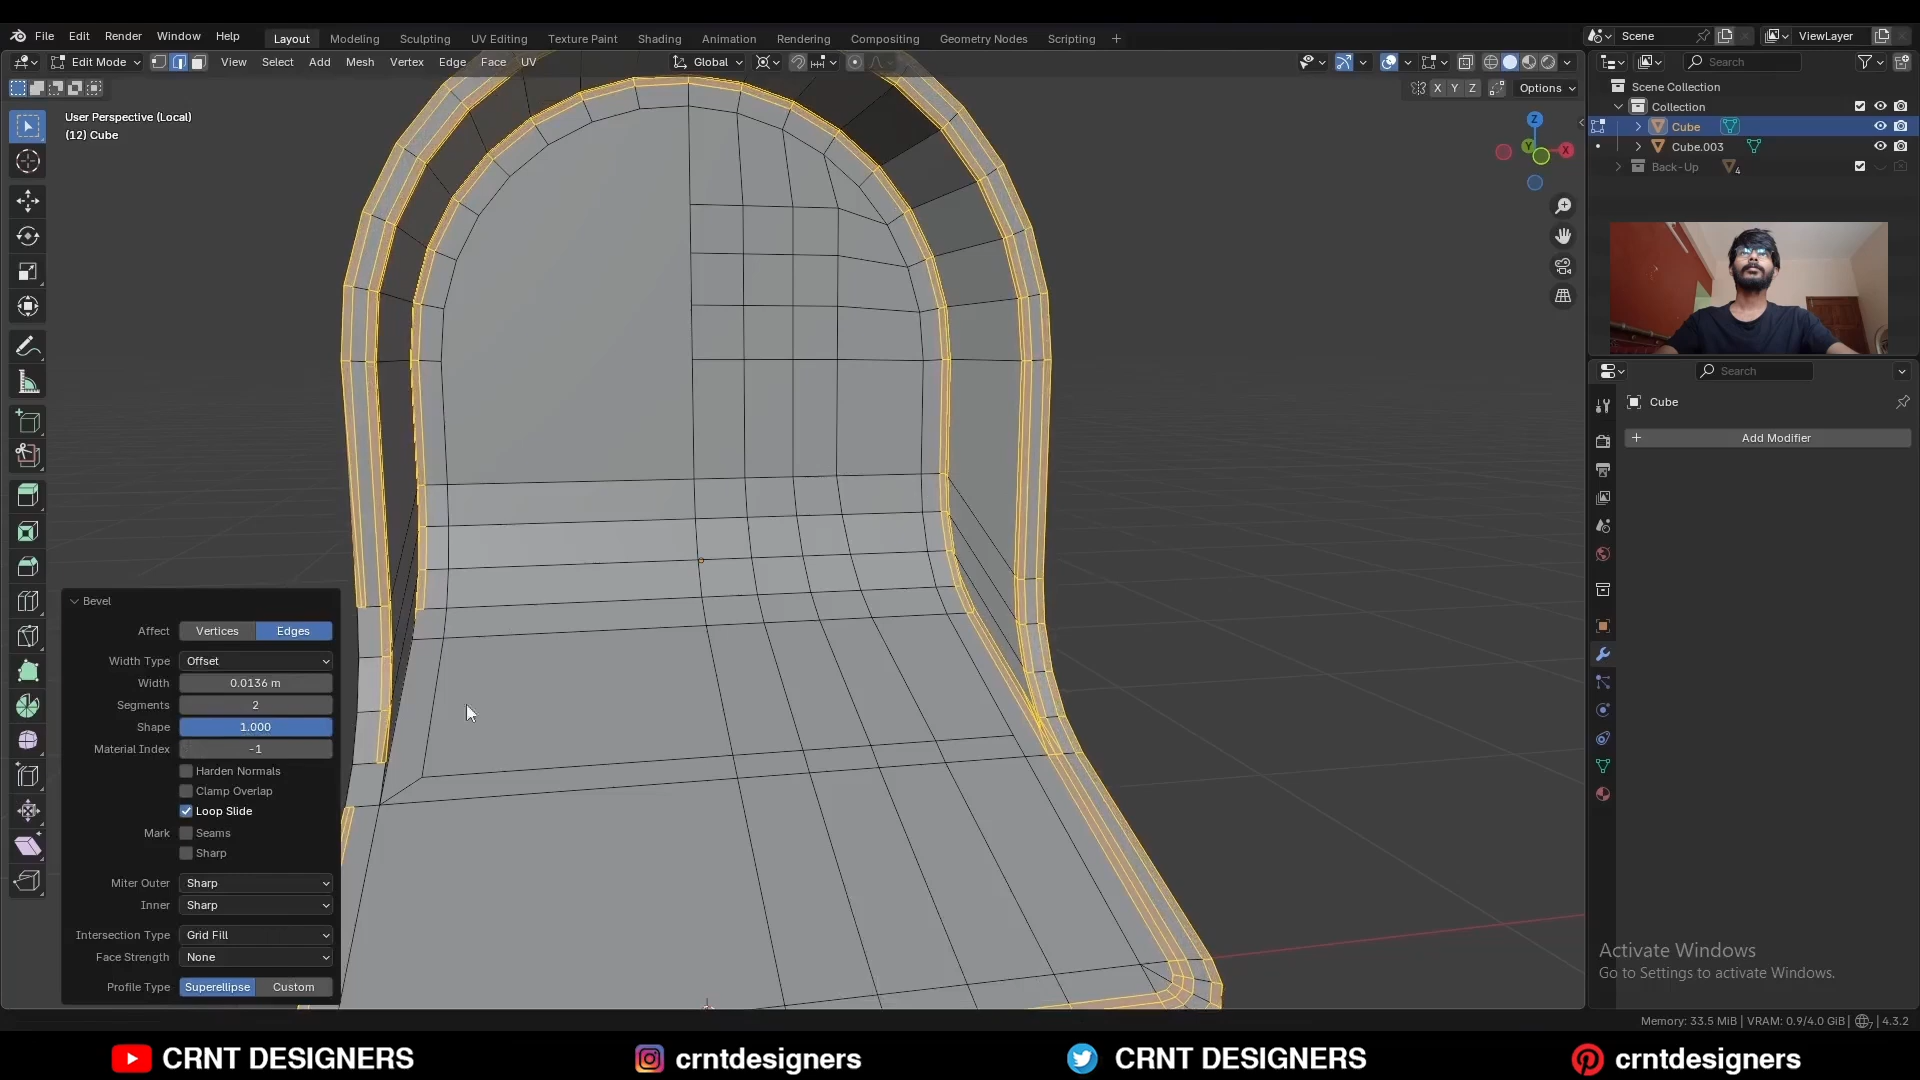 File Edit Render Window Help
Layout Modeling Sculpting UV Editing Texture Paint Shading Animation Rendering Compositing Geometry Nodes Scripting +
Scene ViewLayer
Edit Mode View Select Add Mesh Vertex Edge Face UV Global
Search
X Y Z Options
Scene Collection
Collection
Cube
Cube.003
Back-Up 4
User Perspective (Local)
(12) Cube
Z
Y X
Search
Cube
+ Add Modifier
Bevel
Affect Vertices Edges
Width Type Offset
Width 0.0136 m
Segments 2
Shape 1.000
Material Index -1
Harden Normals
Clamp Overlap
Loop Slide
Mark Seams
Sharp
Miter Outer Sharp
Inner Sharp
Intersection Type Grid Fill
Face Strength None
Profile Type Superellipse Custom
Activate Windows
Go to Settings to activate Windows.
Memory: 33.5 MiB | VRAM: 0.9/4.0 GiB | 7 | 4.3.2
CRNT DESIGNERS crntdesigners CRNT DESIGNERS crntdesigners